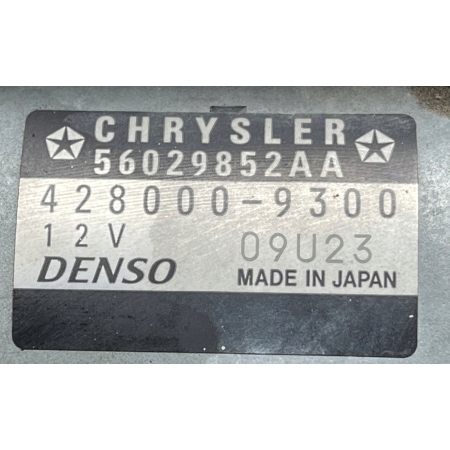 CHRYSLER
56029852AA
428000-9300
12V 09U23
DENSO MADE IN JAPAN